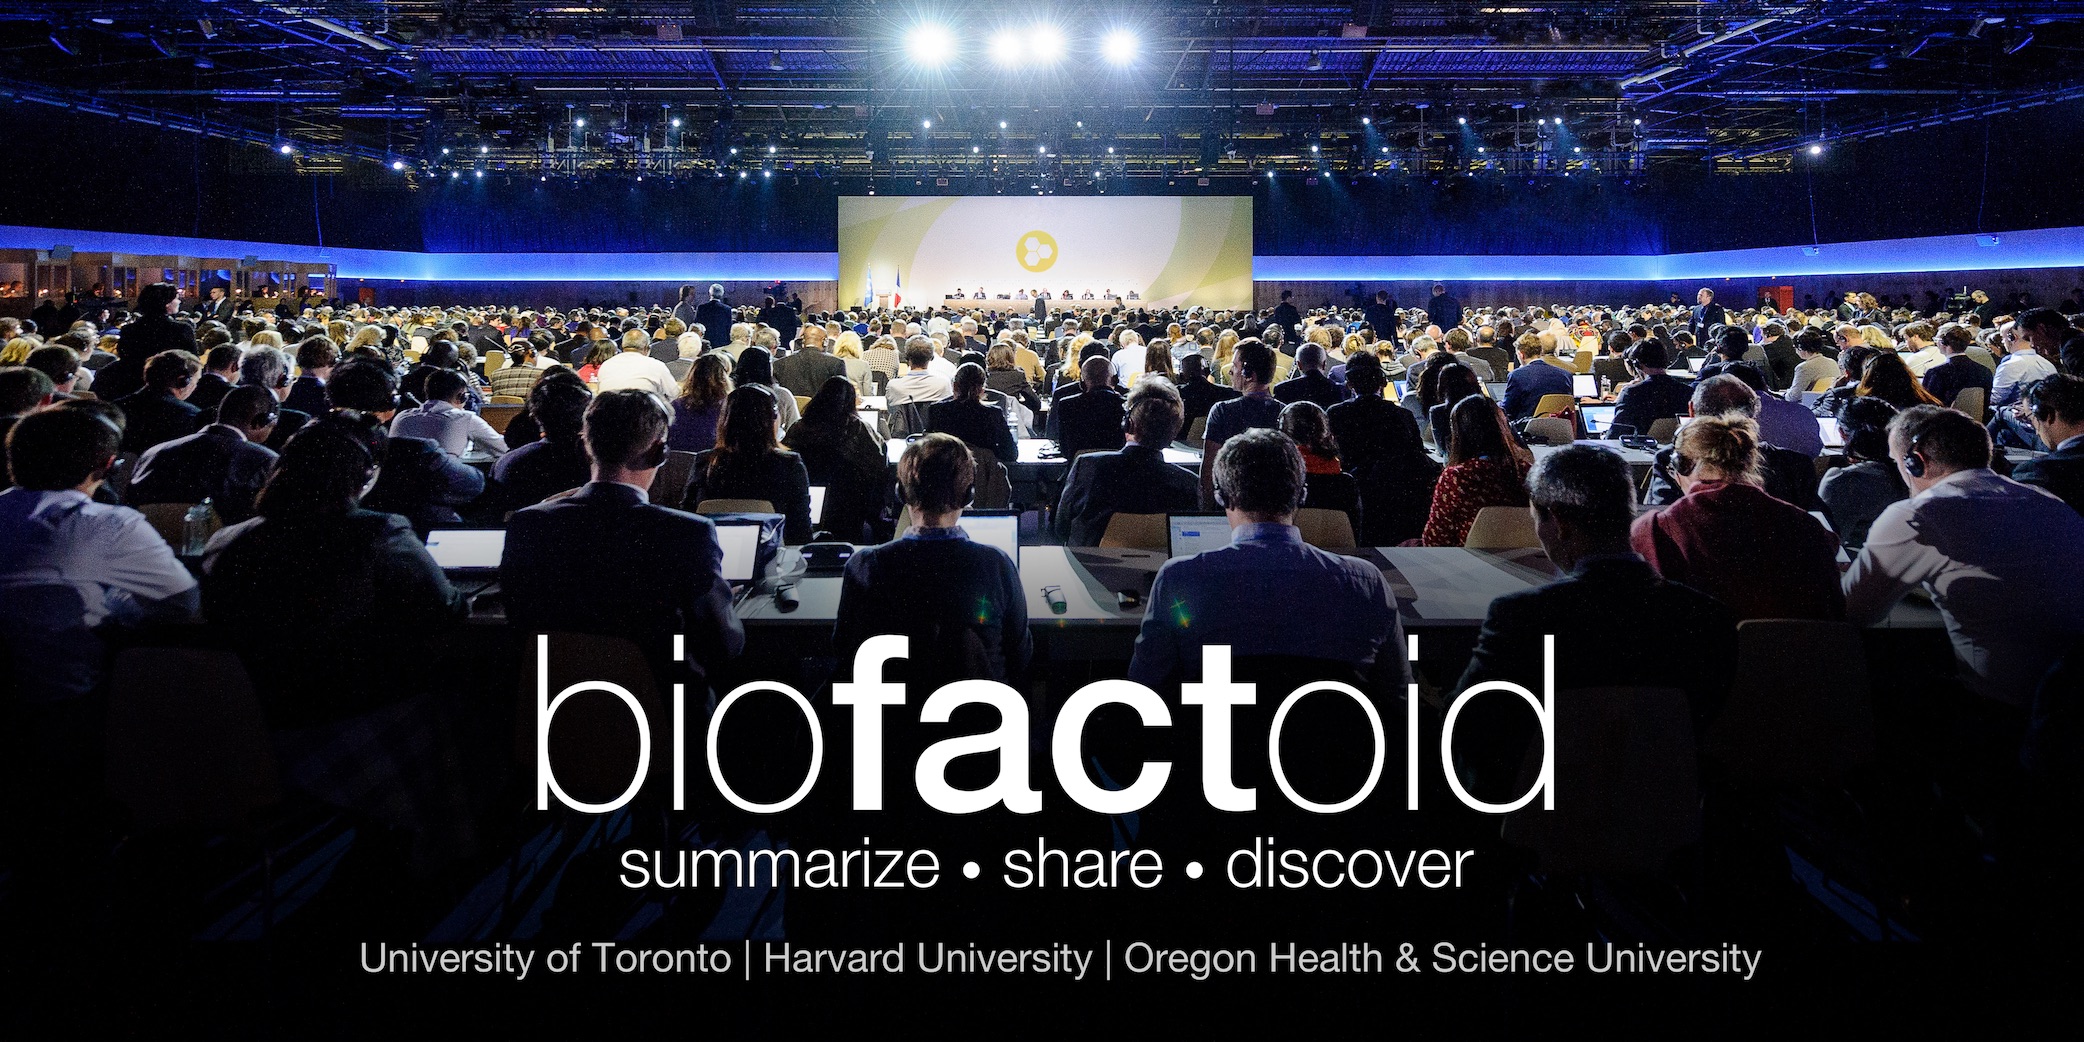 biofactoid
summarize • share • discover
University of Toronto | Harvard University | Oregon Health & Science University